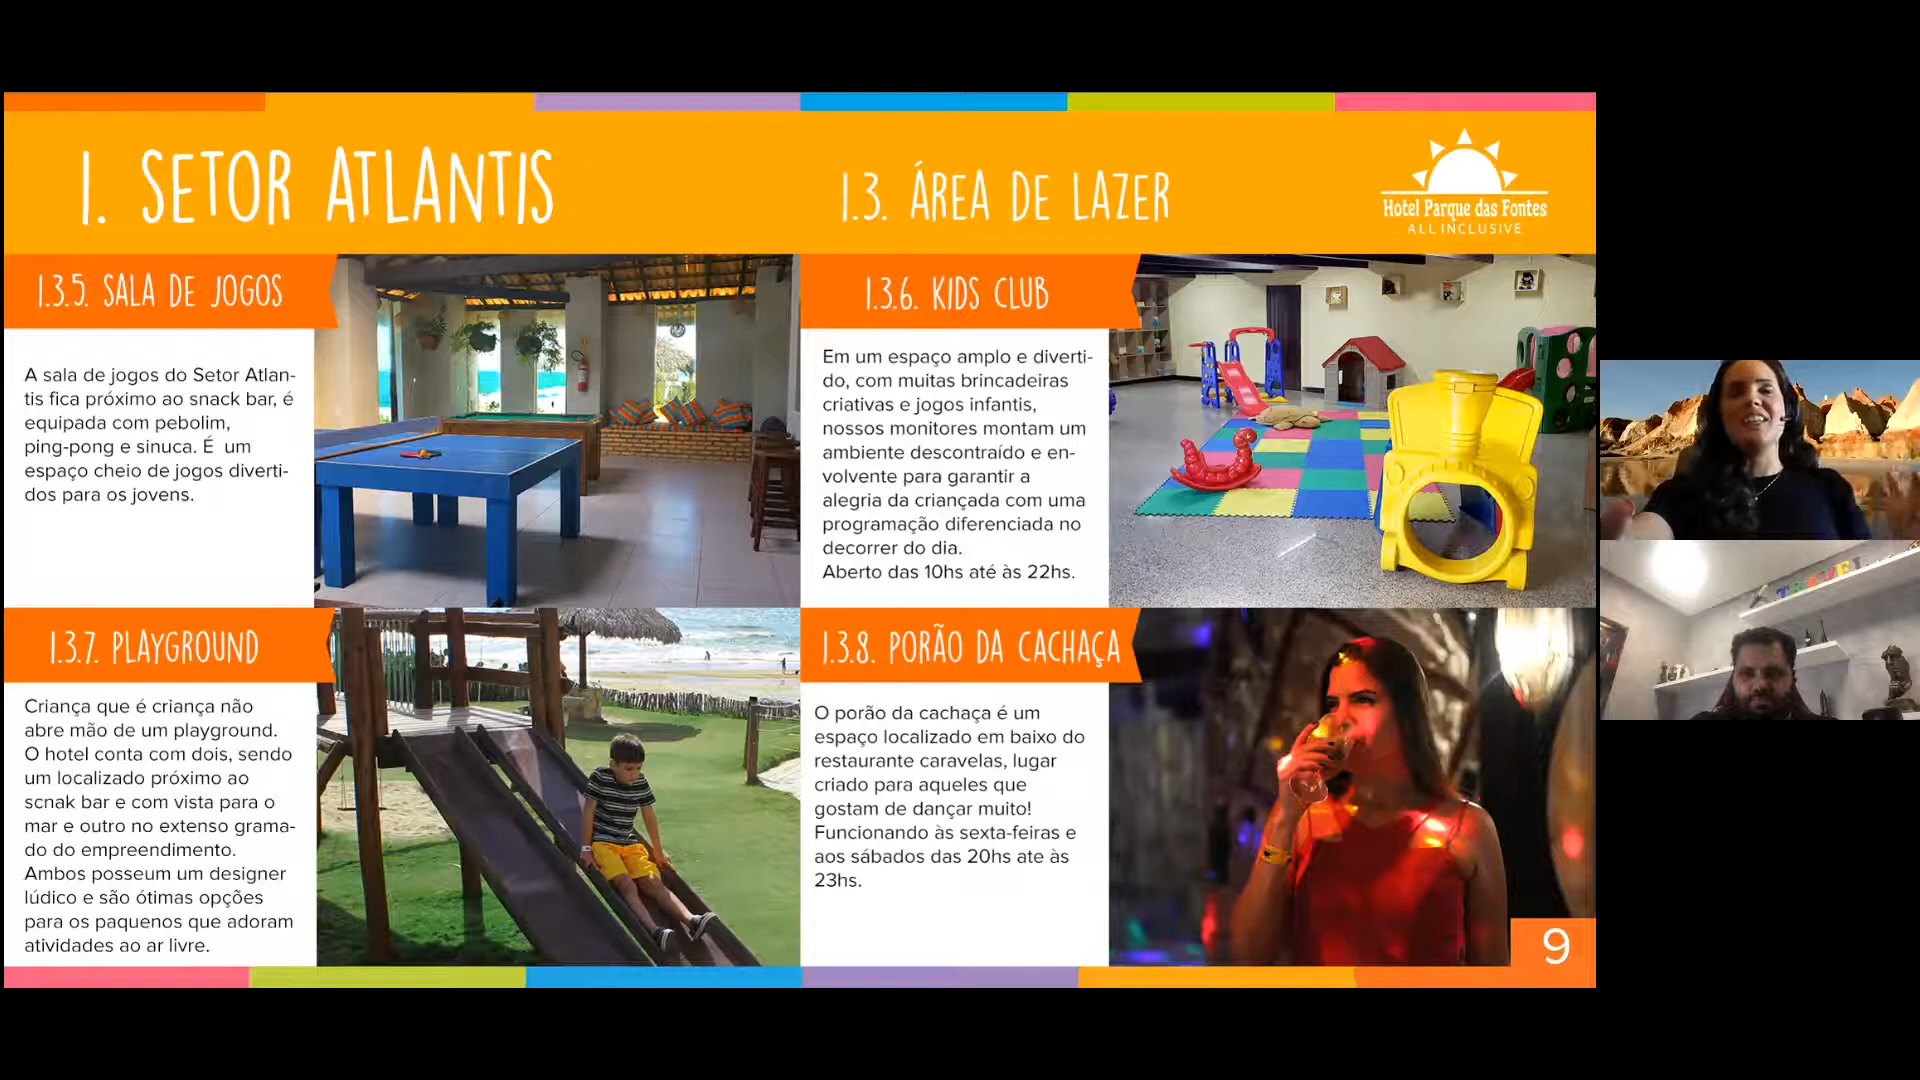 1. SETOR ATLANTIS
1.3. ÁREA DE LAZER
Hotel Parque das Fontes
ALL INCLUSIVE
1.3.5. SALA DE JOGOS
A sala de jogos do Setor Atlan-
tis fica próximo ao snack bar, é
equipada com pebolim,
ping-pong e sinuca. É um
espaço cheio de jogos diverti-
dos para os jovens.
1.3.6. KIDS CLUB
Em um espaço amplo e diverti-
do, com muitas brincadeiras
criativas e jogos infantis,
nossos monitores montam um
ambiente descontraído e en-
volvente para garantir a
alegria da criançada com uma
programação diferenciada no
decorrer do dia.
Aberto das 10hs até às 22hs.
1.3.7. PLAYGROUND
Criança que é criança não
abre mão de um playground.
O hotel conta com dois, sendo
um localizado próximo ao
scnak bar e com vista para o
mar e outro no extenso grama-
do do empreendimento.
Ambos posseum um designer
lúdico e são ótimas opções
para os paquenos que adoram
atividades ao ar livre.
1.3.8. PORÃO DA CACHAÇA
O porão da cachaça é um
espaço localizado em baixo do
restaurante caravelas, lugar
criado para aqueles que
gostam de dançar muito!
Funcionando às sexta-feiras e
aos sábados das 20hs ate às
23hs.
9
TRAVEL